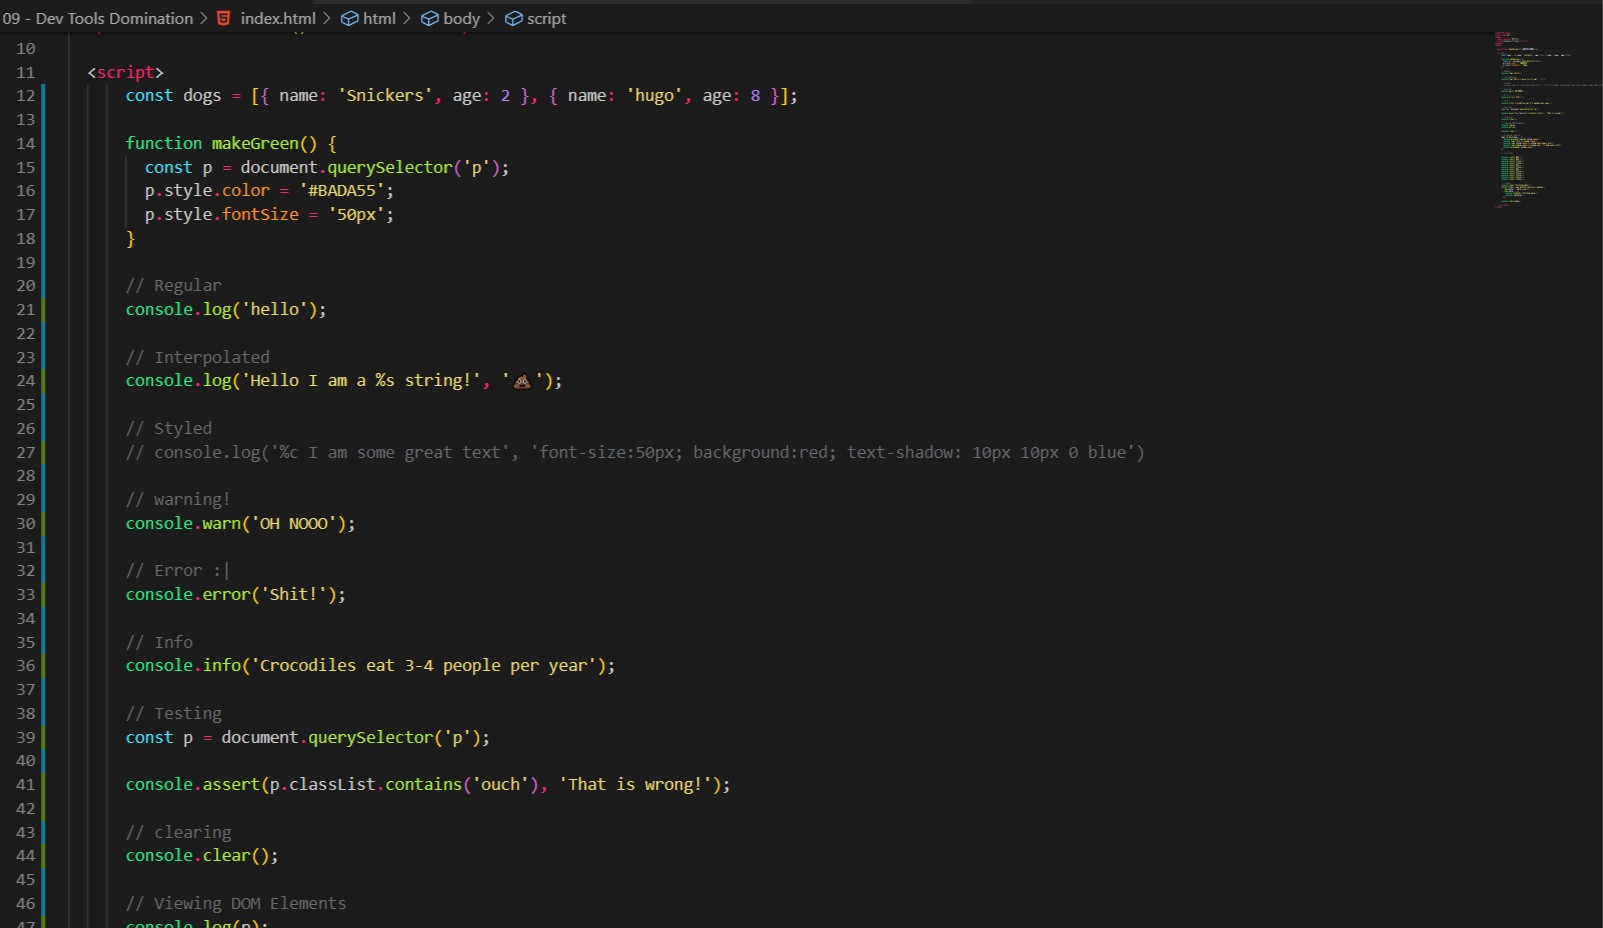 09 - Dev Tools Domination > index.html > html > body > script
10
11 <script>
12 const dogs = [{ name: 'Snickers', age: 2 }, { name: 'hugo', age: 8 }];
13
14 function makeGreen() {
15 const p = document.querySelector('p');
16 p.style.color = '#BADA55';
17 p.style.fontSize = '50px';
18 }
19
20 // Regular
21 console.log('hello');
22
23 // Interpolated
24 console.log('Hello I am a %s string!', '💩');
25
26 // Styled
27 // console.log('%c I am some great text', 'font-size:50px; background:red; text-shadow: 10px 10px 0 blue')
28
29 // warning!
30 console.warn('OH NOOO');
31
32 // Error :|
33 console.error('Shit!');
34
35 // Info
36 console.info('Crocodiles eat 3-4 people per year');
37
38 // Testing
39 const p = document.querySelector('p');
40
41 console.assert(p.classList.contains('ouch'), 'That is wrong!');
42
43 // clearing
44 console.clear();
45
46 // Viewing DOM Elements
47 console.log(p);